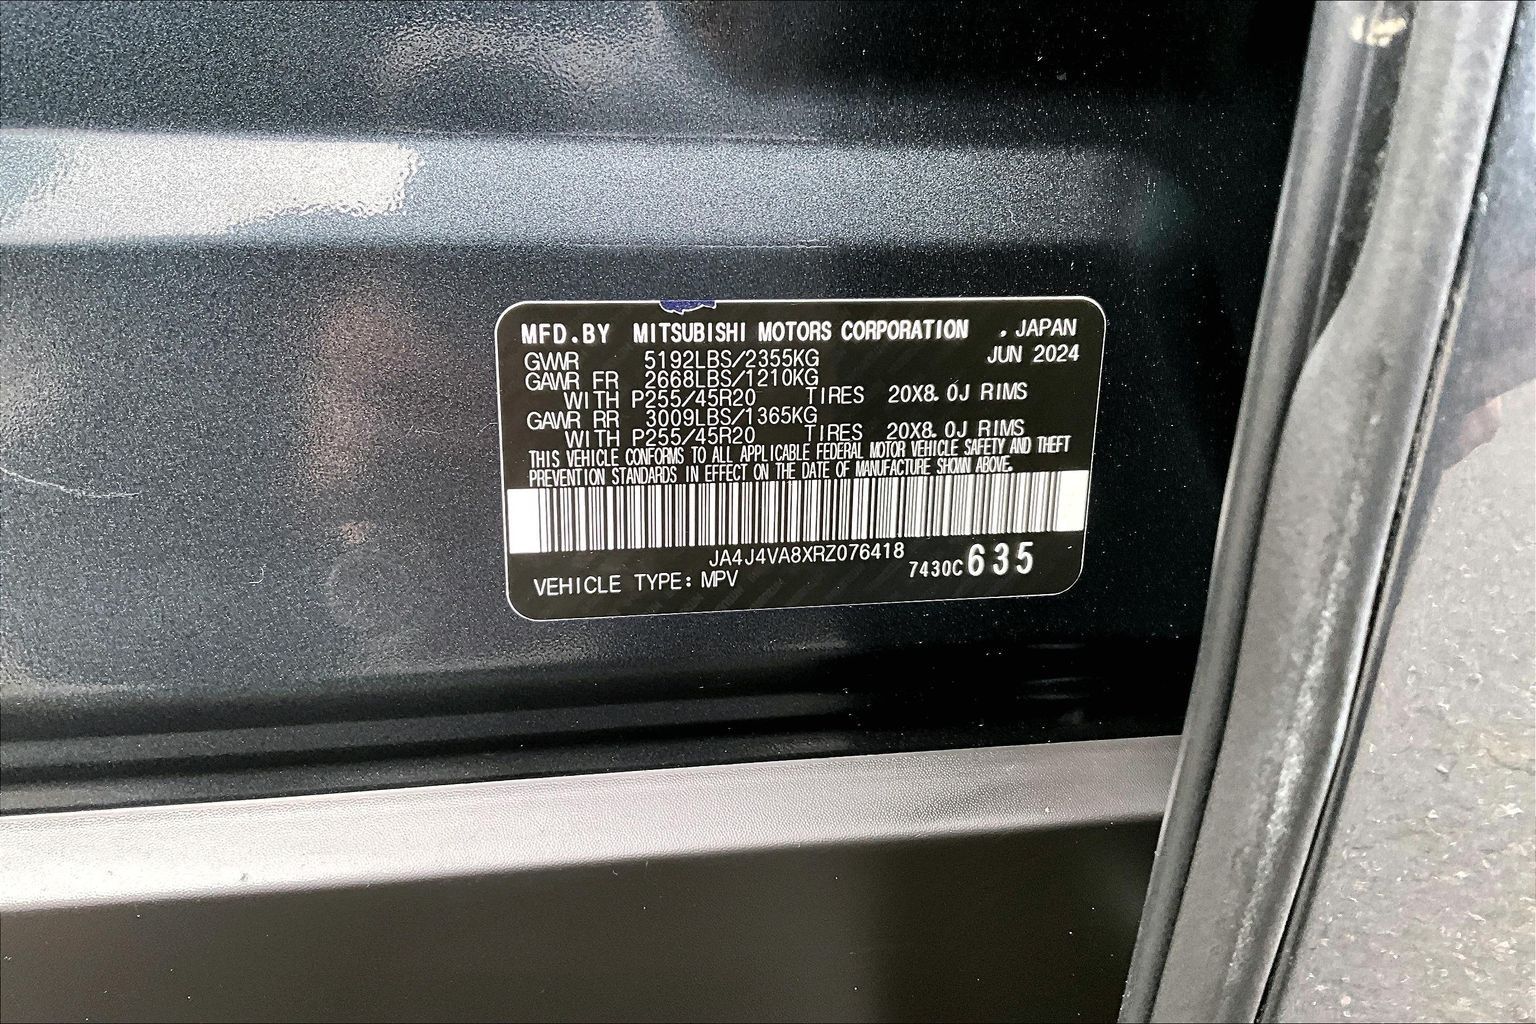 MFD.BY MITSUBISHI MOTORS CORPORATION . JAPAN
GVWR 5192LBS/2355KG JUN 2024
GAWR FR 2668LBS/1210KG
WITH P255/45R20 TIRES 20X8.0J RIMS
GAWR RR 3009LBS/1365KG
WITH P255/45R20 TIRES 20X8.0J RIMS
THIS VEHICLE CONFORMS TO ALL APPLICABLE FEDERAL MOTOR VEHICLE SAFETY AND THEFT
PREVENTION STANDARDS IN EFFECT ON THE DATE OF MANUFACTURE SHOWN ABOVE.
JA4J4VA8XRZ076418
VEHICLE TYPE: MPV 7430C635